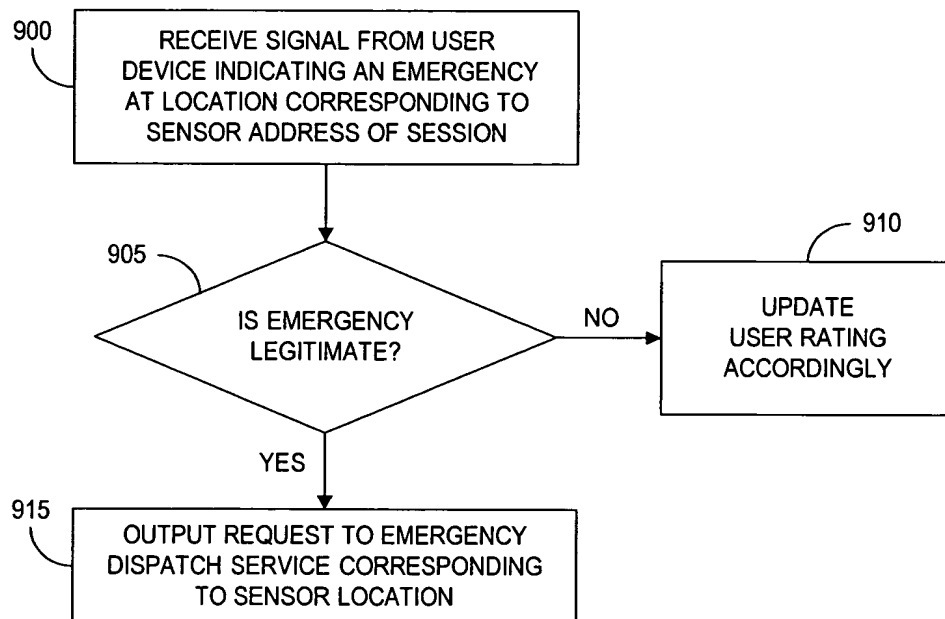 900
RECEIVE SIGNAL FROM USER
DEVICE INDICATING AN EMERGENCY
AT LOCATION CORRESPONDING TO
SENSOR ADDRESS OF SESSION
905
IS EMERGENCY
LEGITIMATE?
NO
910
UPDATE
USER RATING
ACCORDINGLY
YES
915
OUTPUT REQUEST TO EMERGENCY
DISPATCH SERVICE CORRESPONDING
TO SENSOR LOCATION